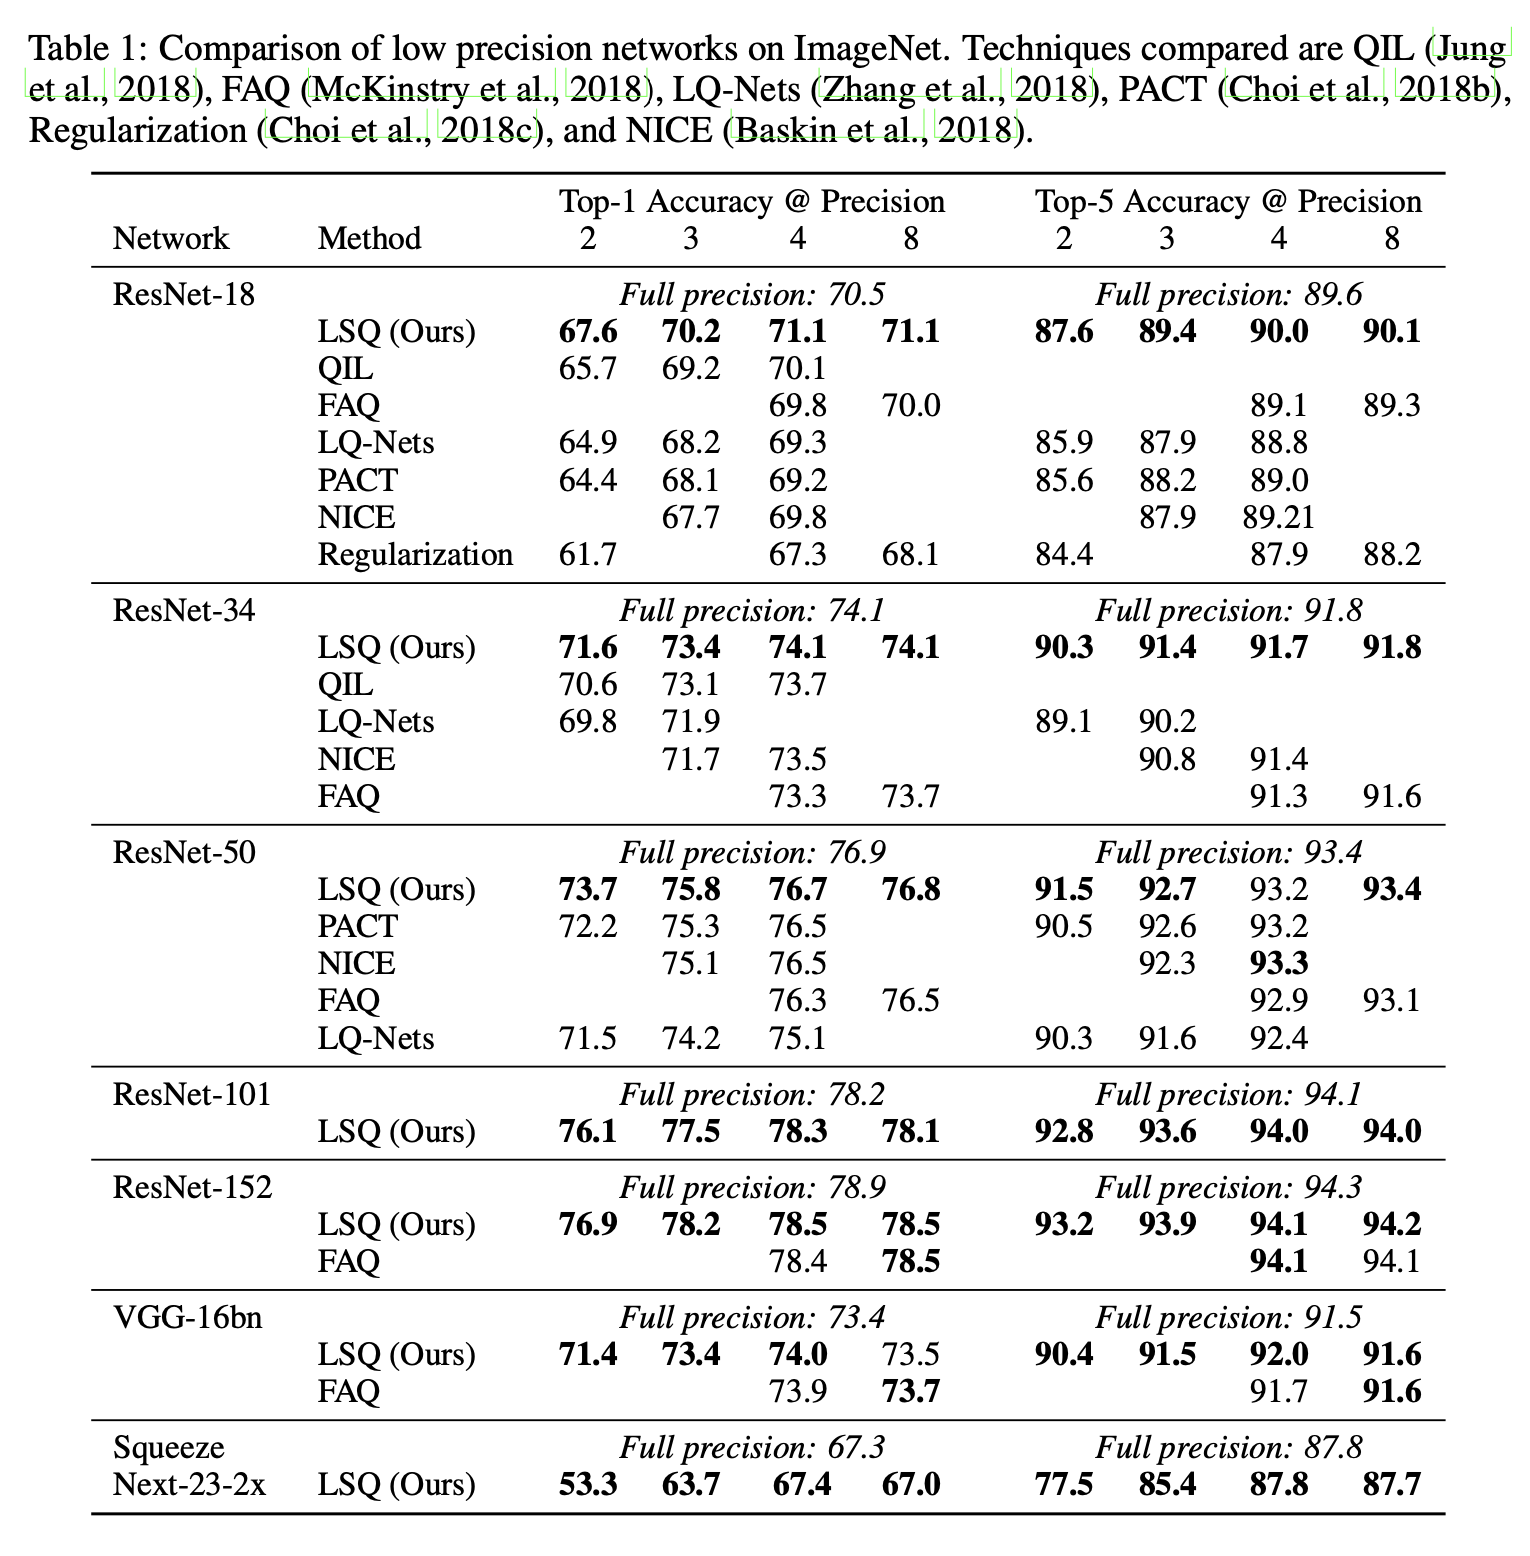 Table 1: Comparison of low precision networks on ImageNet. Techniques compared are QIL (Jung
et al., 2018), FAQ (McKinstry et al., 2018), LQ-Nets (Zhang et al., 2018), PACT (Choi et al., 2018b),
Regularization (Choi et al., 2018c), and NICE (Baskin et al., 2018).
Top-1 Accuracy @ Precision Top-5 Accuracy @ Precision
Network Method 2 3 4 8 2 3 4 8
ResNet-18 Full precision: 70.5 Full precision: 89.6
LSQ (Ours) 67.6 70.2 71.1 71.1 87.6 89.4 90.0 90.1
QIL 65.7 69.2 70.1
FAQ 69.8 70.0 89.1 89.3
LQ-Nets 64.9 68.2 69.3 85.9 87.9 88.8
PACT 64.4 68.1 69.2 85.6 88.2 89.0
NICE 67.7 69.8 87.9 89.21
Regularization 61.7 67.3 68.1 84.4 87.9 88.2
ResNet-34 Full precision: 74.1 Full precision: 91.8
LSQ (Ours) 71.6 73.4 74.1 74.1 90.3 91.4 91.7 91.8
QIL 70.6 73.1 73.7
LQ-Nets 69.8 71.9 89.1 90.2
NICE 71.7 73.5 90.8 91.4
FAQ 73.3 73.7 91.3 91.6
ResNet-50 Full precision: 76.9 Full precision: 93.4
LSQ (Ours) 73.7 75.8 76.7 76.8 91.5 92.7 93.2 93.4
PACT 72.2 75.3 76.5 90.5 92.6 93.2
NICE 75.1 76.5 92.3 93.3
FAQ 76.3 76.5 92.9 93.1
LQ-Nets 71.5 74.2 75.1 90.3 91.6 92.4
ResNet-101 Full precision: 78.2 Full precision: 94.1
LSQ (Ours) 76.1 77.5 78.3 78.1 92.8 93.6 94.0 94.0
ResNet-152 Full precision: 78.9 Full precision: 94.3
LSQ (Ours) 76.9 78.2 78.5 78.5 93.2 93.9 94.1 94.2
FAQ 78.4 78.5 94.1 94.1
VGG-16bn Full precision: 73.4 Full precision: 91.5
LSQ (Ours) 71.4 73.4 74.0 73.5 90.4 91.5 92.0 91.6
FAQ 73.9 73.7 91.7 91.6
Squeeze Full precision: 67.3 Full precision: 87.8
Next-23-2x LSQ (Ours) 53.3 63.7 67.4 67.0 77.5 85.4 87.8 87.7